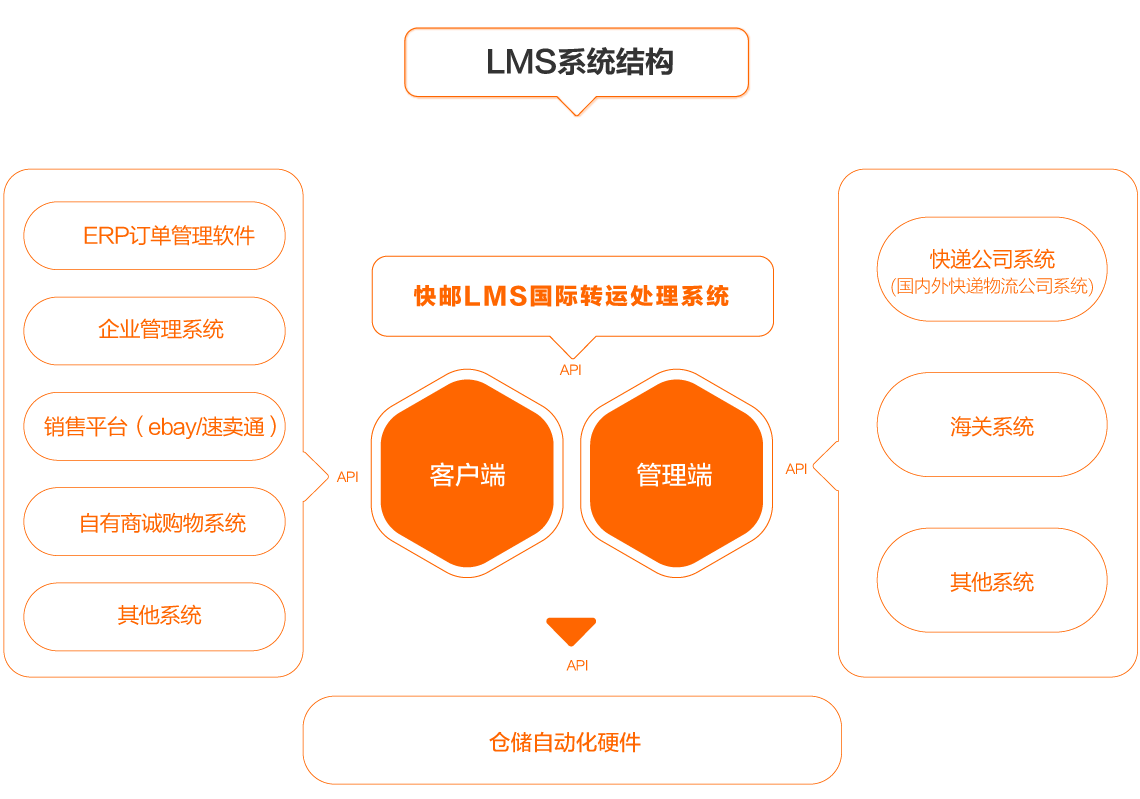 LMS系统结构
ERP订单管理软件
企业管理系统
销售平台（ebay/速卖通）
自有商诚购物系统
其他系统
API
快邮LMS国际转运处理系统
API
客户端
管理端
API
快递公司系统
(国内外快递物流公司系统)
海关系统
其他系统
API
仓储自动化硬件